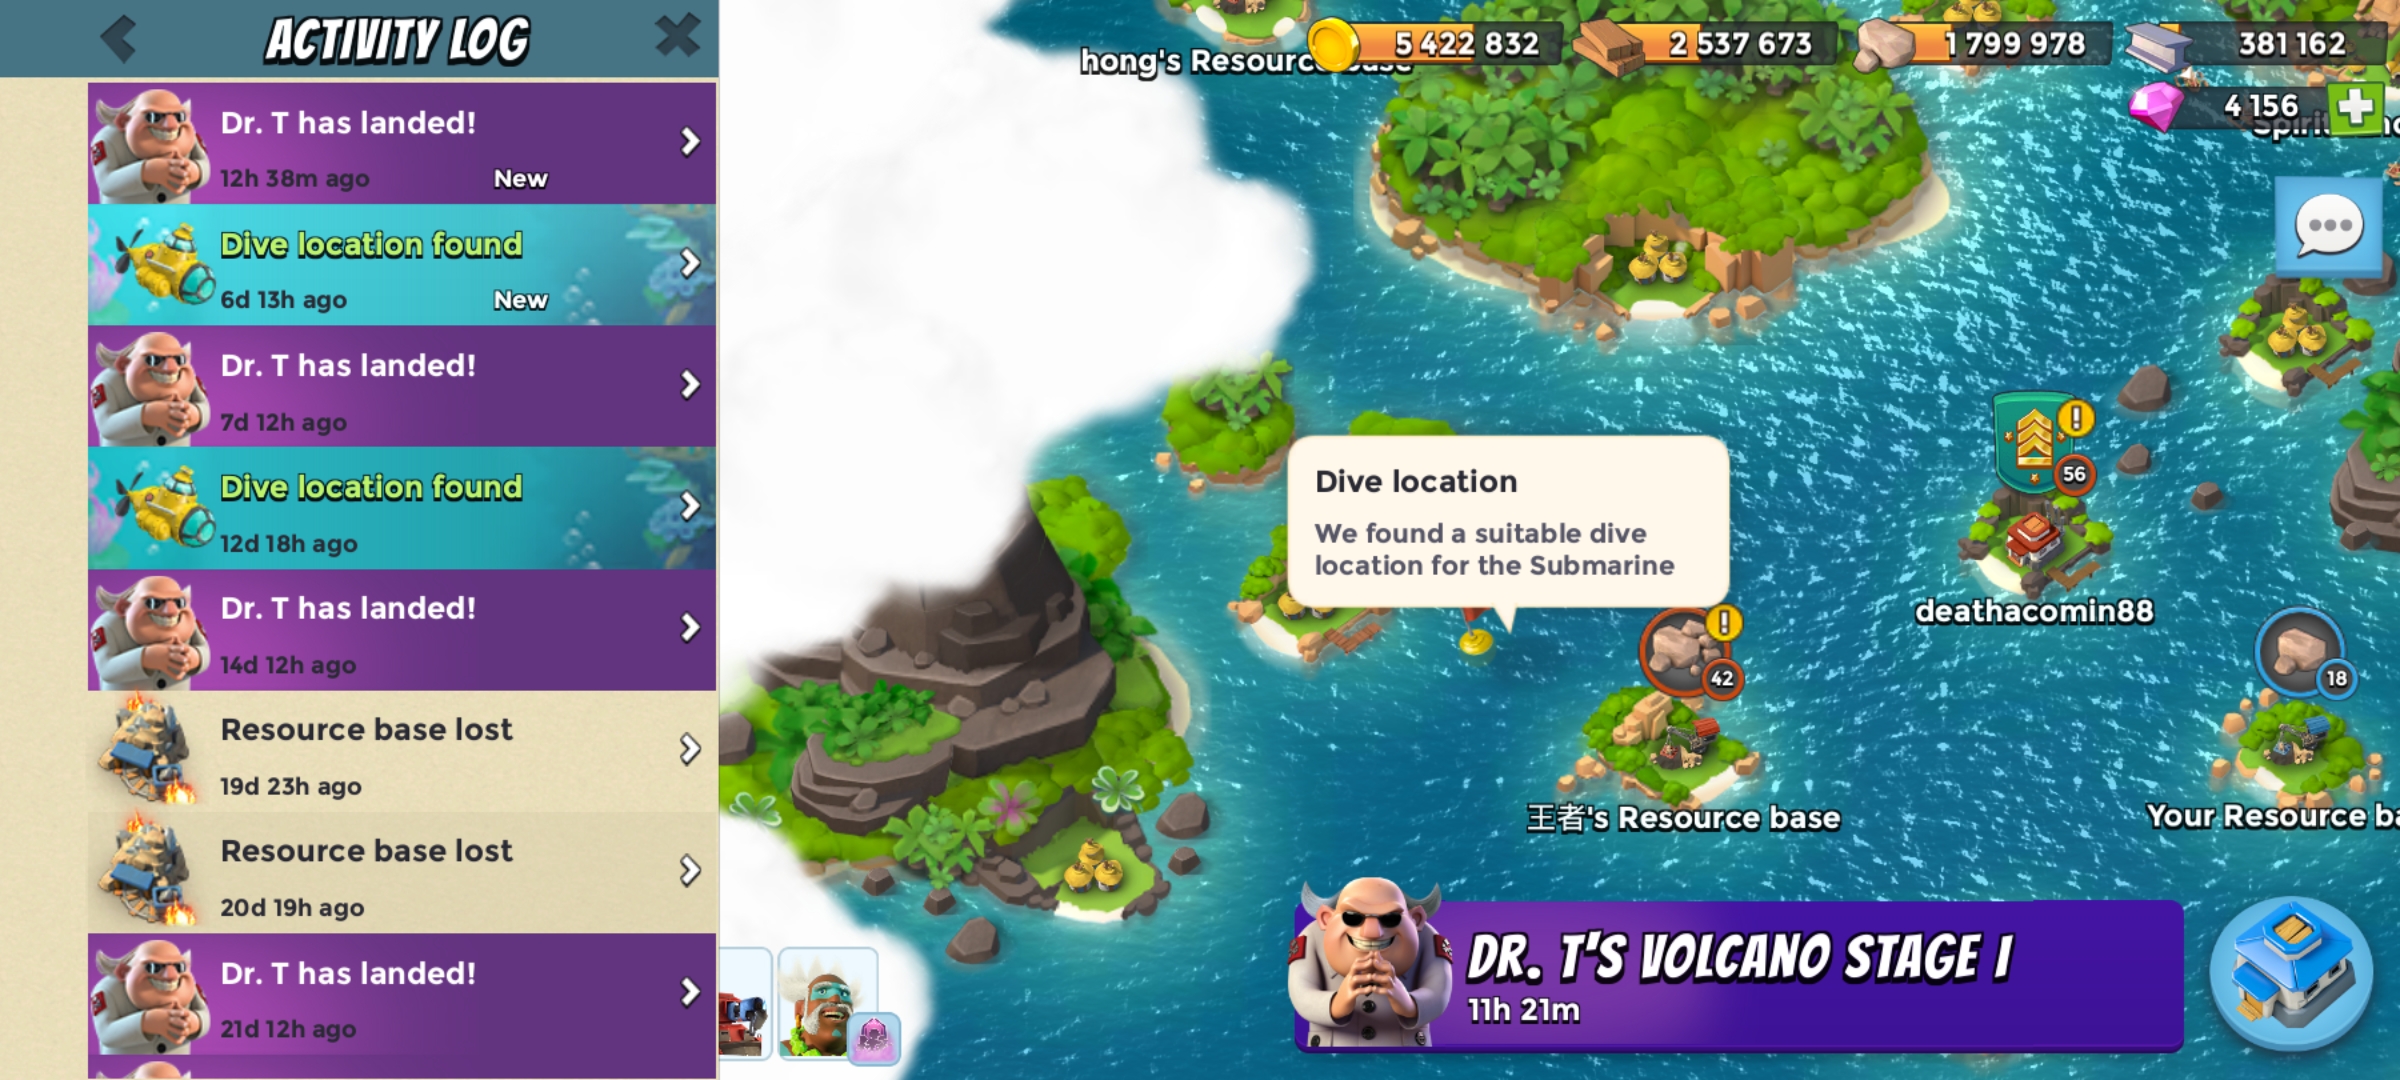 ACTIVITY LOG
Dr. T has landed!
12h 38m ago
New
Dive location found
6d 13h ago
New
Dr. T has landed!
7d 12h ago
Dive location found
12d 18h ago
Dr. T has landed!
14d 12h ago
Resource base lost
19d 23h ago
Resource base lost
20d 19h ago
Dr. T has landed!
21d 12h ago
hong's Resource base
5 422 832
2 537 673
1 799 978
381 162
4 156
Dive location
We found a suitable dive
location for the Submarine
56
deathacomin88
42
王者's Resource base
18
Your Resource ba
DR. T'S VOLCANO STAGE I
11h 21m